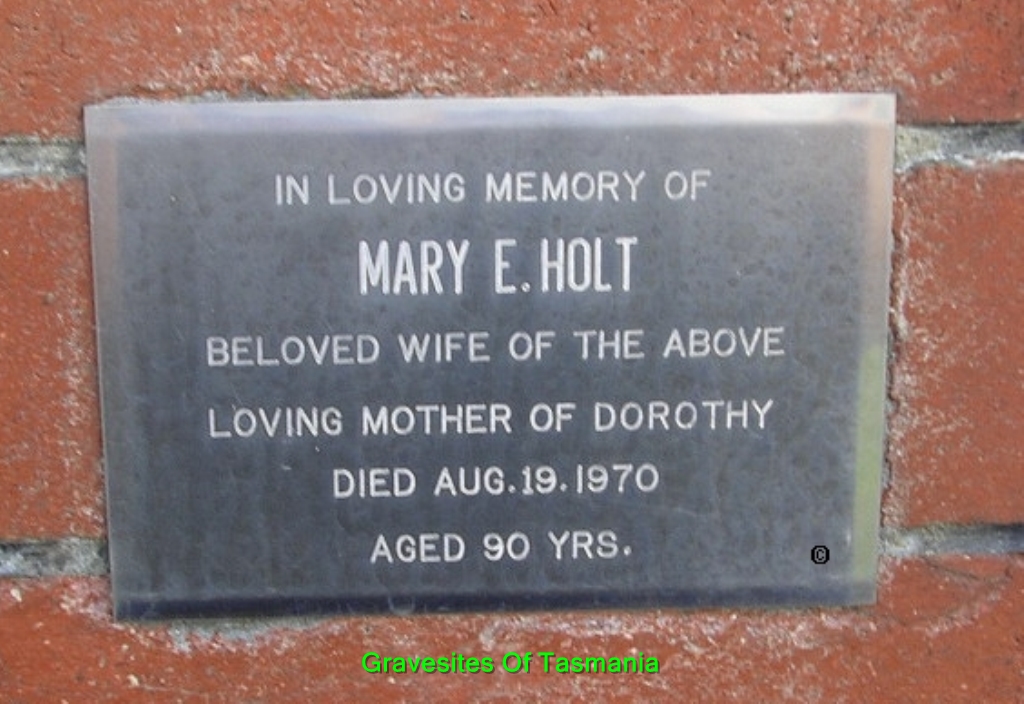 IN LOVING MEMORY OF
MARY E. HOLT
BELOVED WIFE OF THE ABOVE
LOVING MOTHER OF DOROTHY
DIED AUG. 19. 1970
AGED 90 YRS.
©
Gravesites Of Tasmania